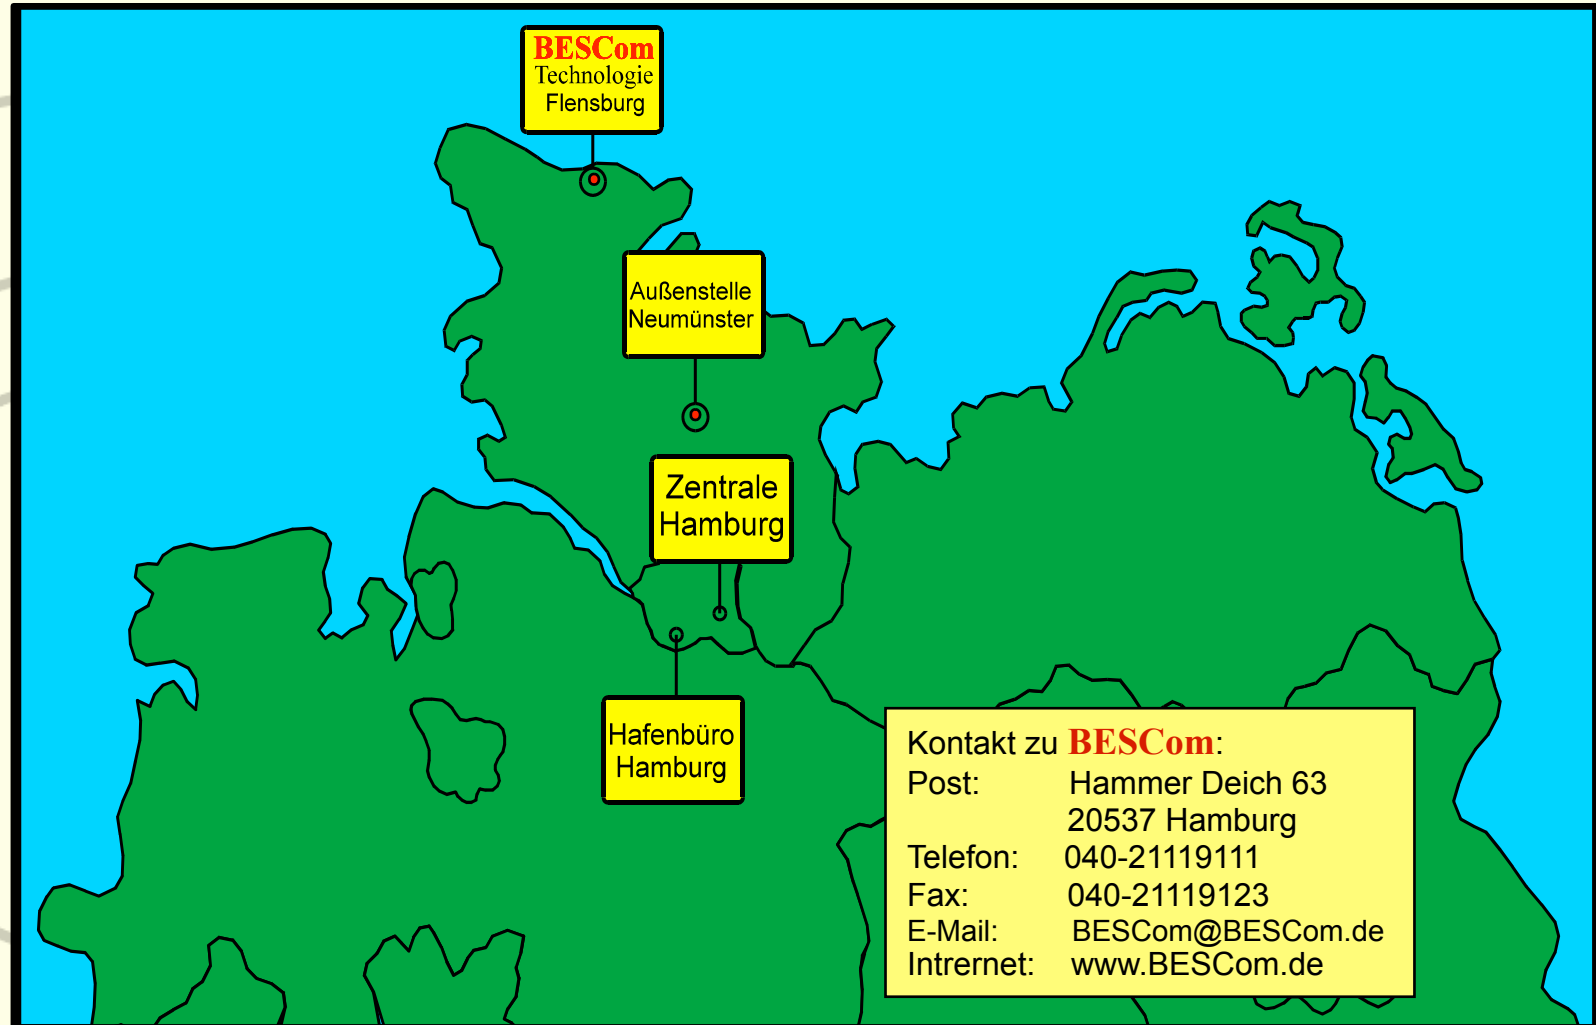 BESCom
Technologie
Flensburg
Außenstelle
Neumünster
Zentrale
Hamburg
Hafenbüro
Hamburg
Kontakt zu BESCom:
Post: Hammer Deich 63
20537 Hamburg
Telefon: 040-21119111
Fax: 040-21119123
E-Mail: BESCom@BESCom.de
Intrernet: www.BESCom.de